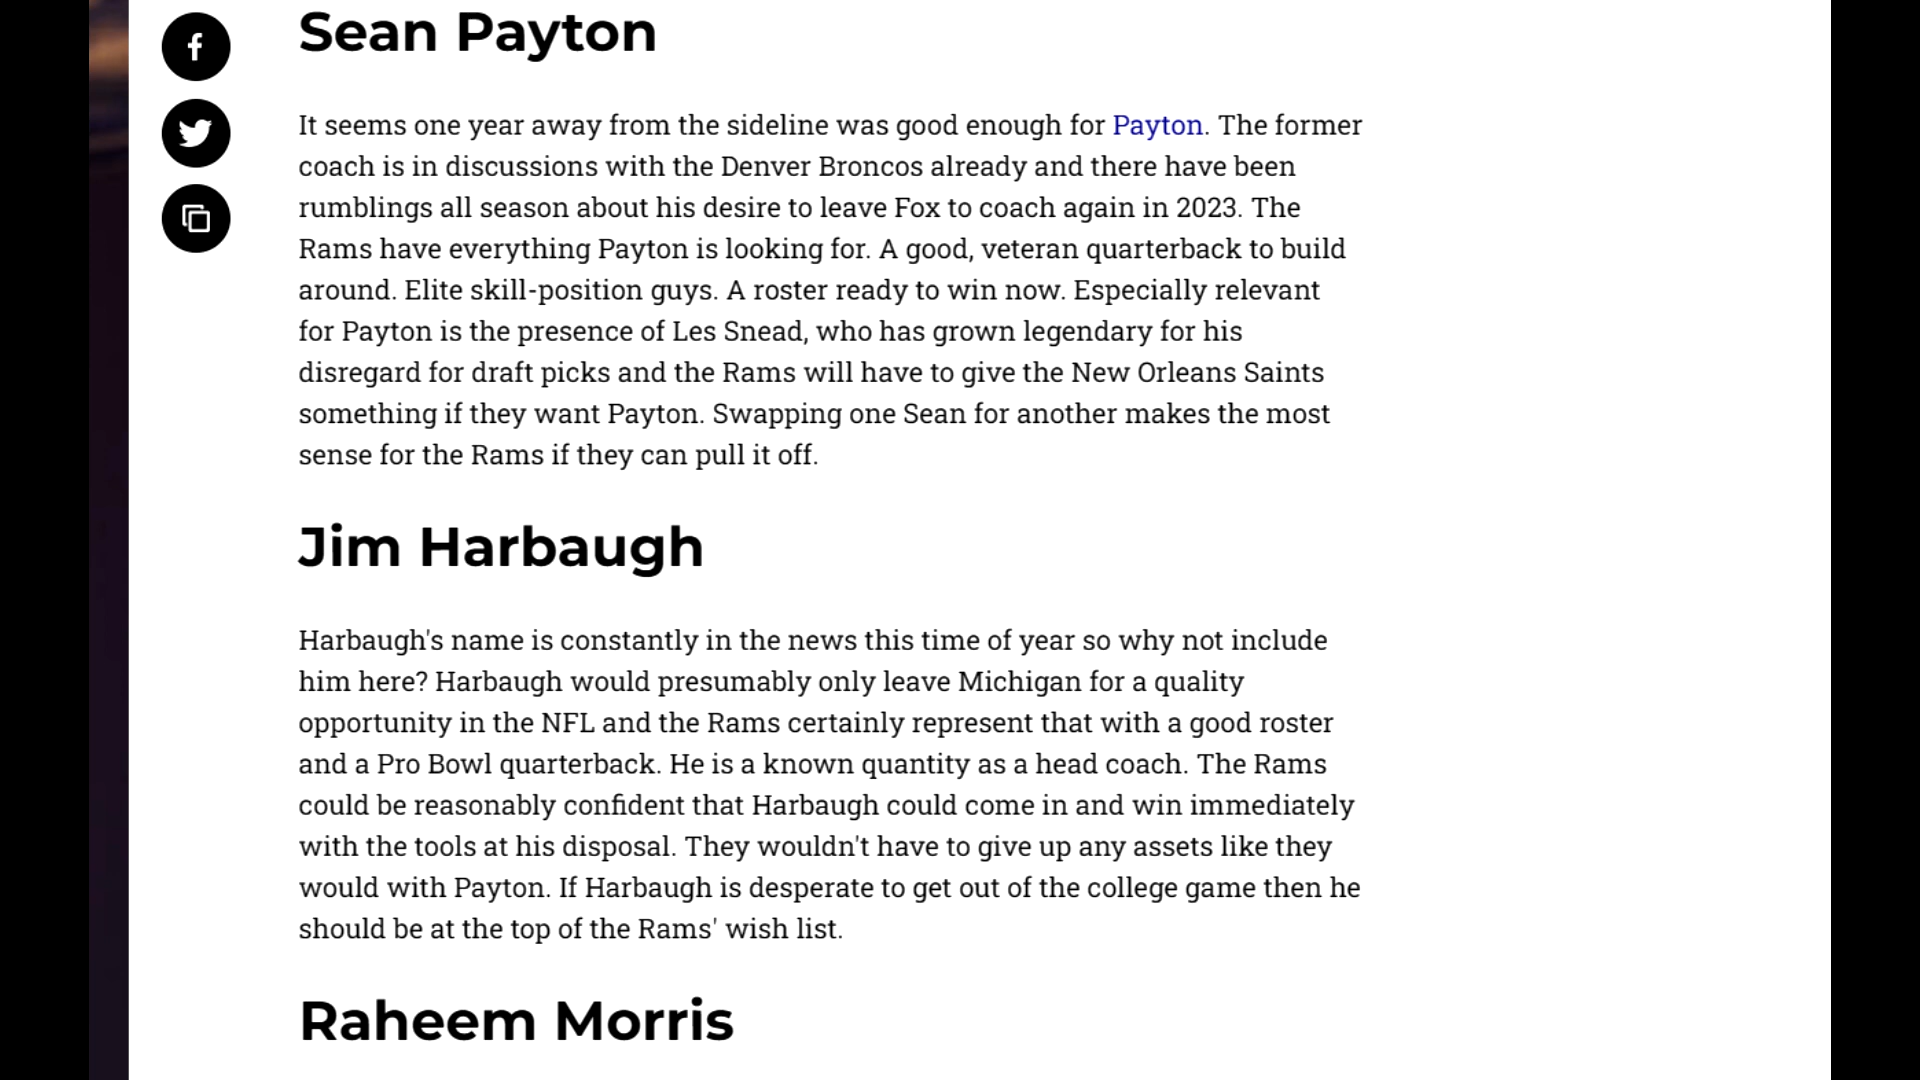 Sean Payton
It seems one year away from the sideline was good enough for Payton. The former
coach is in discussions with the Denver Broncos already and there have been
rumblings all season about his desire to leave Fox to coach again in 2023. The
Rams have everything Payton is looking for. A good, veteran quarterback to build
around. Elite skill-position guys. A roster ready to win now. Especially relevant
for Payton is the presence of Les Snead, who has grown legendary for his
disregard for draft picks and the Rams will have to give the New Orleans Saints
something if they want Payton. Swapping one Sean for another makes the most
sense for the Rams if they can pull it off.
Jim Harbaugh
Harbaugh's name is constantly in the news this time of year so why not include
him here? Harbaugh would presumably only leave Michigan for a quality
opportunity in the NFL and the Rams certainly represent that with a good roster
and a Pro Bowl quarterback. He is a known quantity as a head coach. The Rams
could be reasonably confident that Harbaugh could come in and win immediately
with the tools at his disposal. They wouldn't have to give up any assets like they
would with Payton. If Harbaugh is desperate to get out of the college game then he
should be at the top of the Rams' wish list.
Raheem Morris